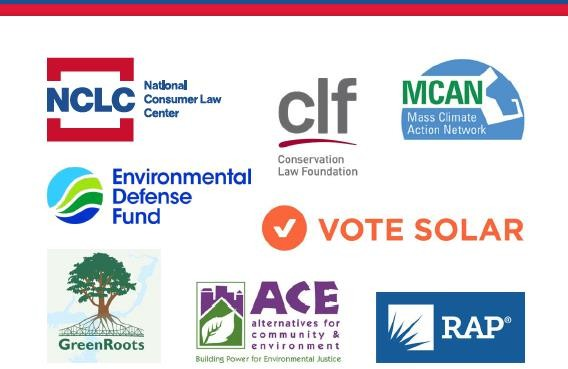 NCLC
National
Consumer Law
Center
clf
Conservation
Law Foundation
MCAN
Mass Climate
Action Network
Environmental
Defense
Fund
VOTE SOLAR
GreenRoots
ACE
alternatives for
community &
environment
Building Power for Environmental Justice
RAP®